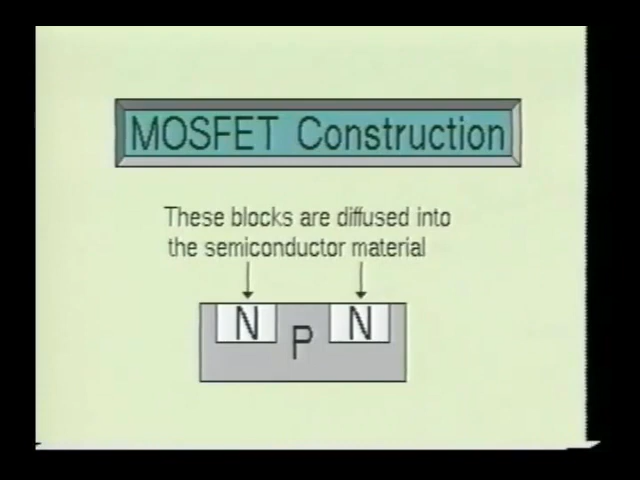 MOSFET Construction
These blocks are diffused into
the semiconductor material
N P N